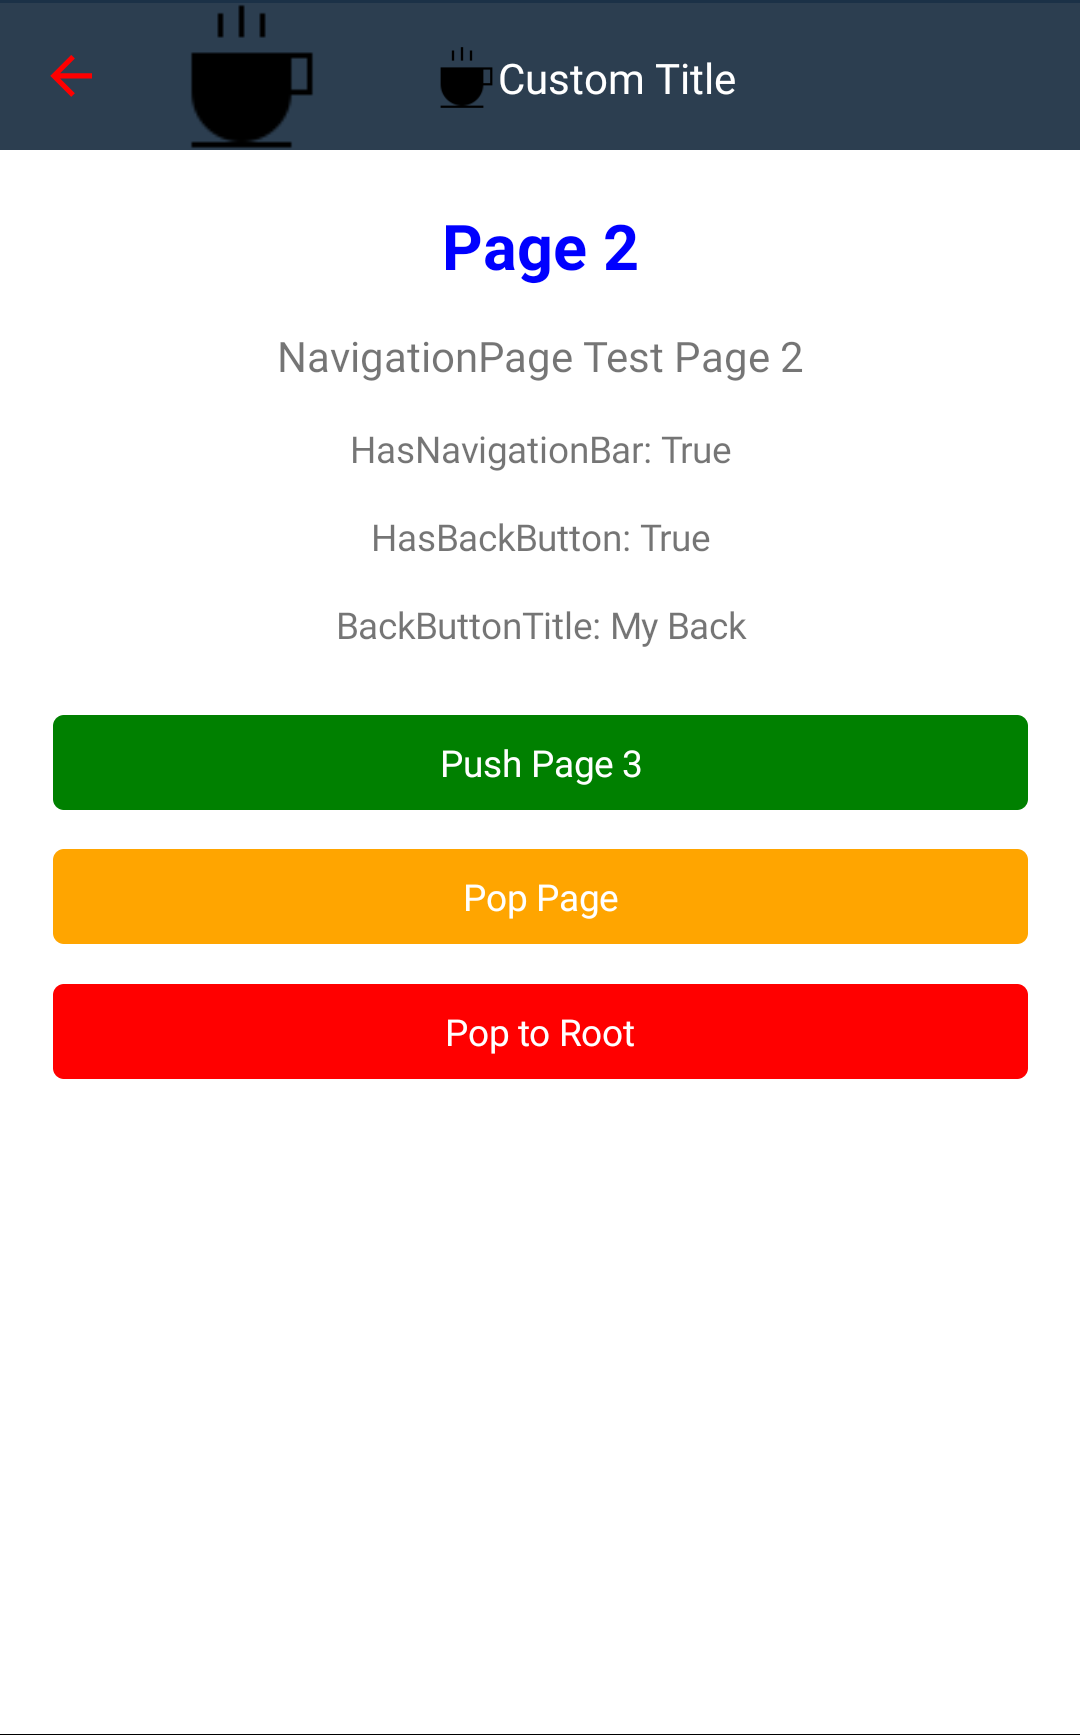 Custom Title
Page 2
NavigationPage Test Page 2
HasNavigationBar: True
HasBackButton: True
BackButtonTitle: My Back
Push Page 3
Pop Page
Pop to Root